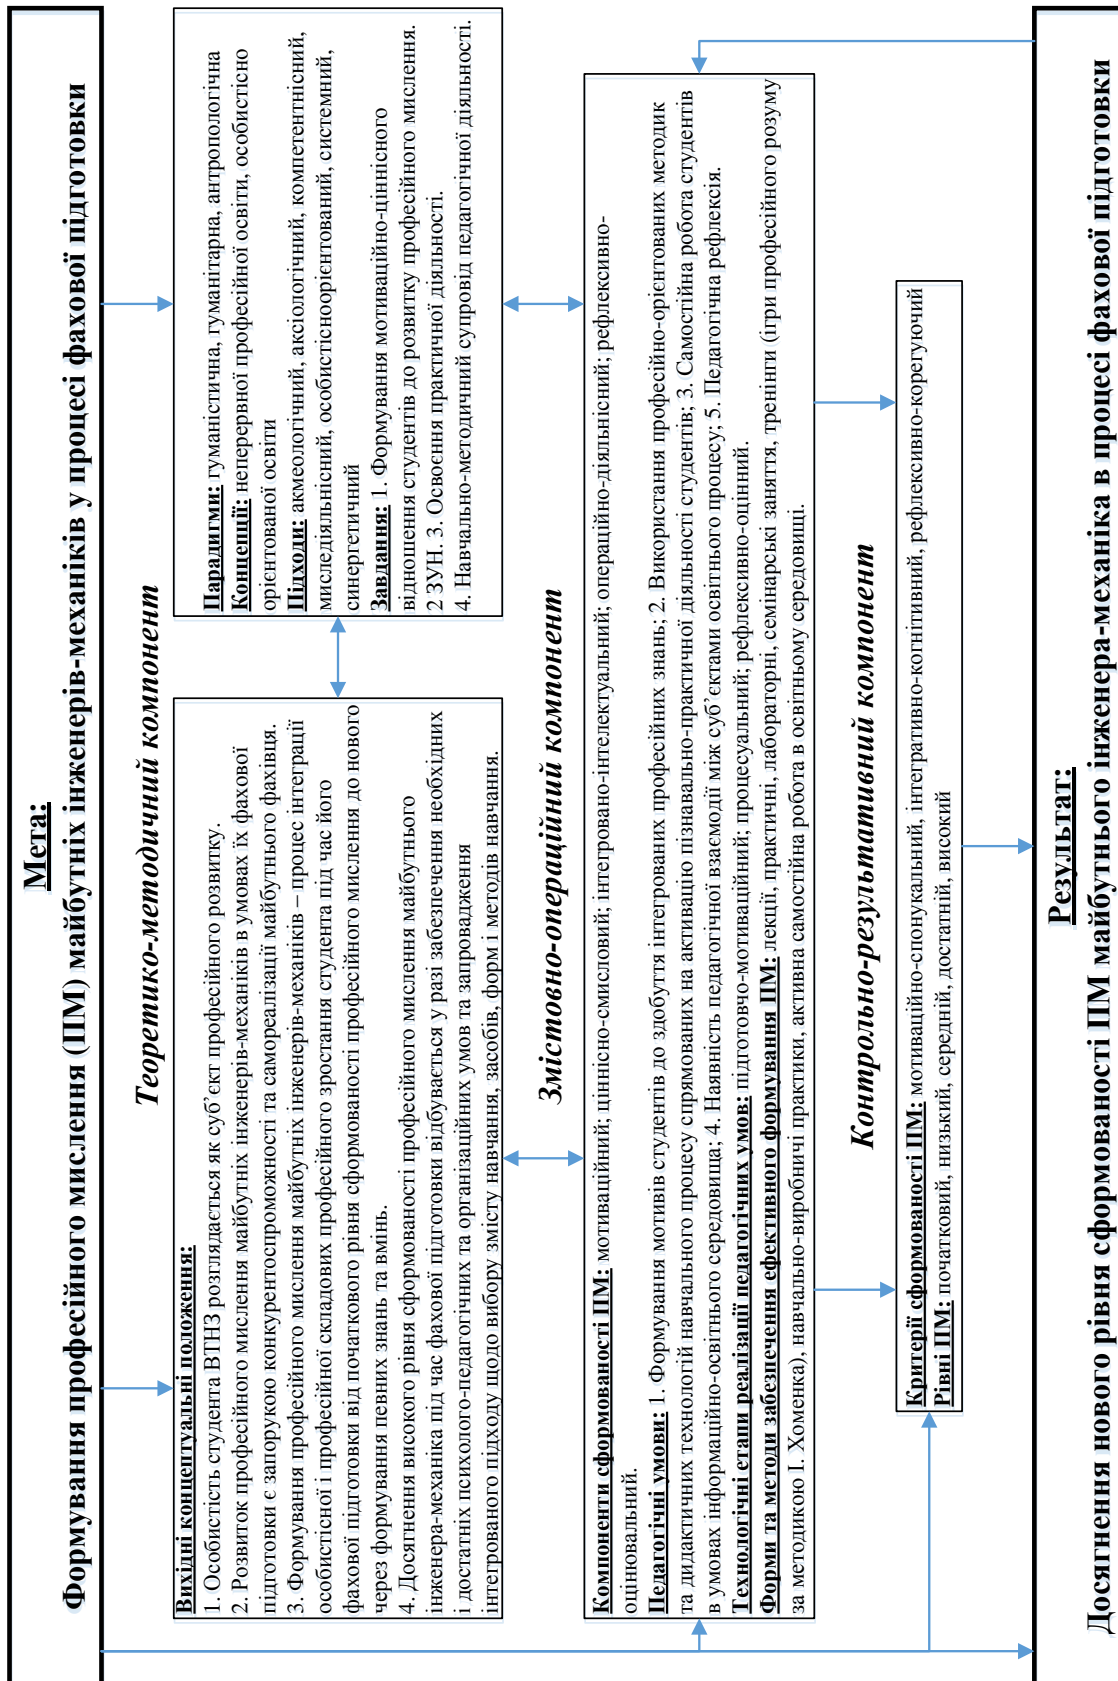 Мета:
Формування професійного мислення (ПМ) майбутніх інженерів-механіків у процесі фахової підготовки
Теоретико-методичний компонент
Вихідні концептуальні положення:
1. Особистість студента ВТНЗ розглядається як суб’єкт професійного розвитку.
2. Розвиток професійного мислення майбутніх інженерів-механіків в умовах їх фахової
підготовки є запорукою конкурентоспроможності та самореалізації майбутнього фахівця.
3. Формування професійного мислення майбутніх інженерів-механіків – процес інтеграції
особистісної і професійної складових професійного зростання студента під час його
фахової підготовки від початкового рівня сформованості професійного мислення до нового
через формування певних знань та вмінь.
4. Досягнення високого рівня сформованості професійного мислення майбутнього
інженера-механіка під час фахової підготовки відбувається у разі забезпечення необхідних
і достатніх психолого-педагогічних та організаційних умов та запровадження
інтегрованого підходу щодо вибору змісту навчання, засобів, форм і методів навчання.
Парадигми: гуманістична, гуманітарна, антропологічна
Концепції: неперервної професійної освіти, особистісно
орієнтованої освіти
Підходи: акмеологічний, аксіологічний, компетентнісний,
миследіяльнісний, особистісноорієнтований, системний,
синергетичний
Завдання: 1. Формування мотиваційно-ціннісного
відношення студентів до розвитку професійного мислення.
2 ЗУН. 3. Освоєння практичної діяльності.
4. Навчально-методичний супровід педагогічної діяльності.
Змістовно-операційний компонент
Компоненти сформованості ПМ: мотиваційний; ціннісно-смисловий; інтегровано-інтелектуальний; операційно-діяльнісний; рефлексивно-
оцінювальний.
Педагогічні умови: 1. Формування мотивів студентів до здобуття інтегрованих професійних знань; 2. Використання професійно-орієнтованих методик
та дидактичних технологій навчального процесу спрямованих на активацію пізнавально-практичної діяльності студентів; 3. Самостійна робота студентів
в умовах інформаційно-освітнього середовища; 4. Наявність педагогічної взаємодії між суб’єктами освітнього процесу; 5. Педагогічна рефлексія.
Технологічні етапи реалізації педагогічних умов: підготовчо-мотиваційний; процесуальний; рефлексивно-оцінний.
Форми та методи забезпечення ефективного формування ПМ: лекції, практичні, лабораторні, семінарські заняття, тренінги (ігри професійного розуму
за методикою І. Хоменка), навчально-виробничі практики, активна самостійна робота в освітньому середовищі.
Контрольно-результативний компонент
Критерії сформованості ПМ: мотиваційно-спонукальний, інтегративно-когнітивний, рефлексивно-корегуючий
Рівні ПМ: початковий, низький, середній, достатній, високий
Результат:
Досягнення нового рівня сформованості ПМ майбутнього інженера-механіка в процесі фахової підготовки